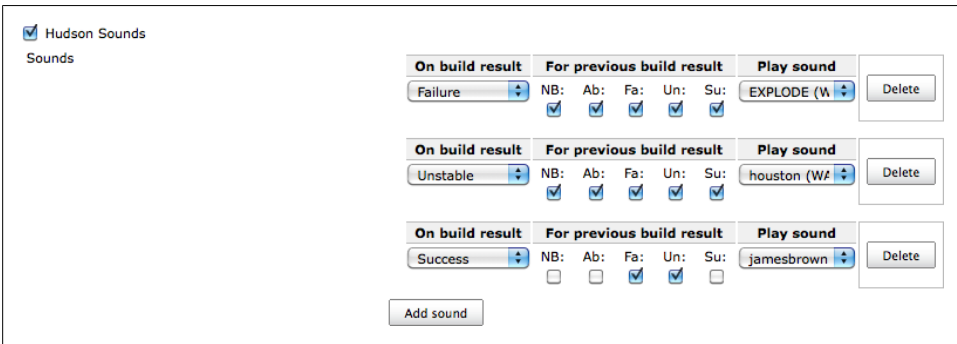 Hudson Sounds
Sounds
On build result For previous build result Play sound
Failure NB: Ab: Fa: Un: Su: EXPLODE (W Delete
On build result For previous build result Play sound
Unstable NB: Ab: Fa: Un: Su: houston (WA Delete
On build result For previous build result Play sound
Success NB: Ab: Fa: Un: Su: jamesbrown Delete
Add sound